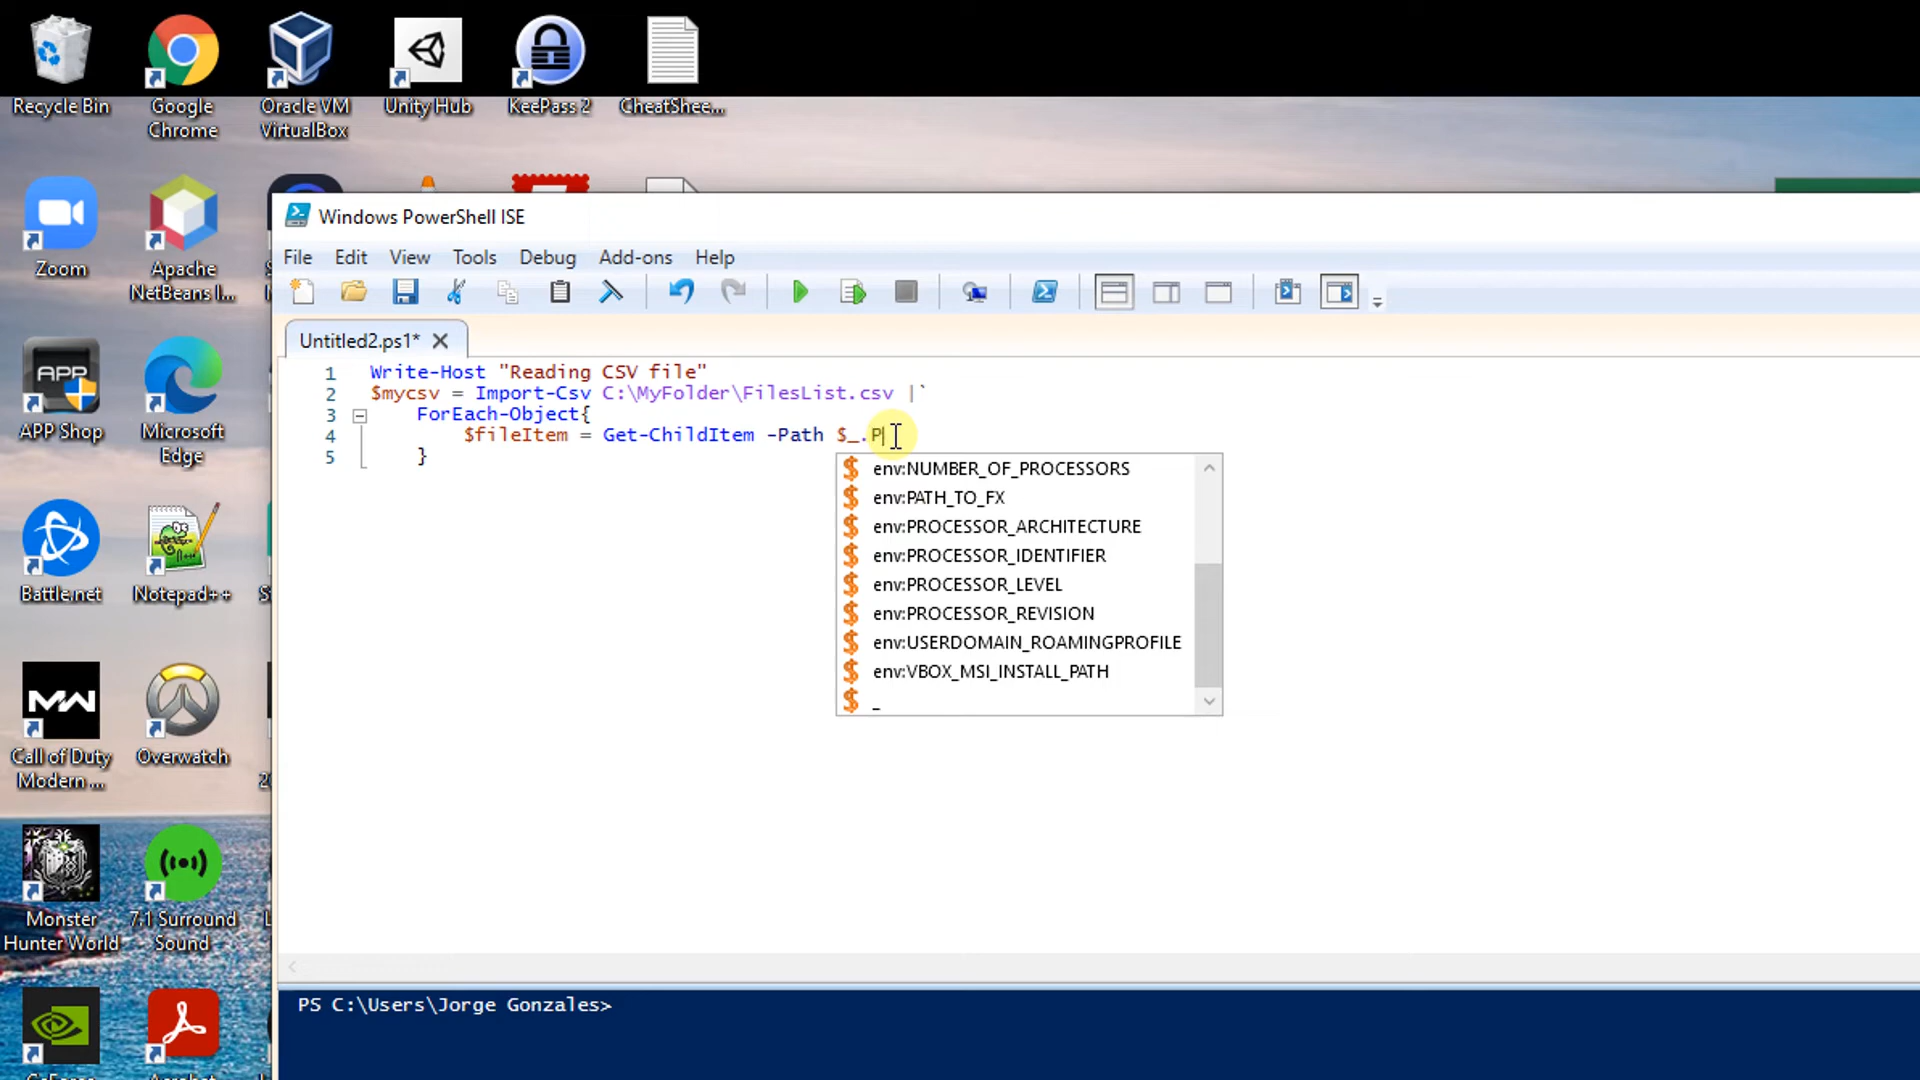 Recycle Bin
Google
Chrome
Oracle VM
VirtualBox
Unity Hub
KeePass 2
CheatShee...
Zoom
Apache
NetBeans I...
APP
APP Shop
Microsoft
Edge
Battle.net
Notepad++
MW
Call of Duty
Modern ...
Overwatch
Monster
Hunter World
7.1 Surround
Sound
Windows PowerShell ISE
File Edit View Tools Debug Add-ons Help
Untitled2.ps1*
1 Write-Host "Reading CSV file"
2 $mycsv = Import-Csv C:\MyFolder\FilesList.csv |`
3 ForEach-Object{
4 $fileItem = Get-ChildItem -Path $_.P
5 }
env:NUMBER_OF_PROCESSORS
env:PATH_TO_FX
env:PROCESSOR_ARCHITECTURE
env:PROCESSOR_IDENTIFIER
env:PROCESSOR_LEVEL
env:PROCESSOR_REVISION
env:USERDOMAIN_ROAMINGPROFILE
env:VBOX_MSI_INSTALL_PATH
_
PS C:\Users\Jorge Gonzales>